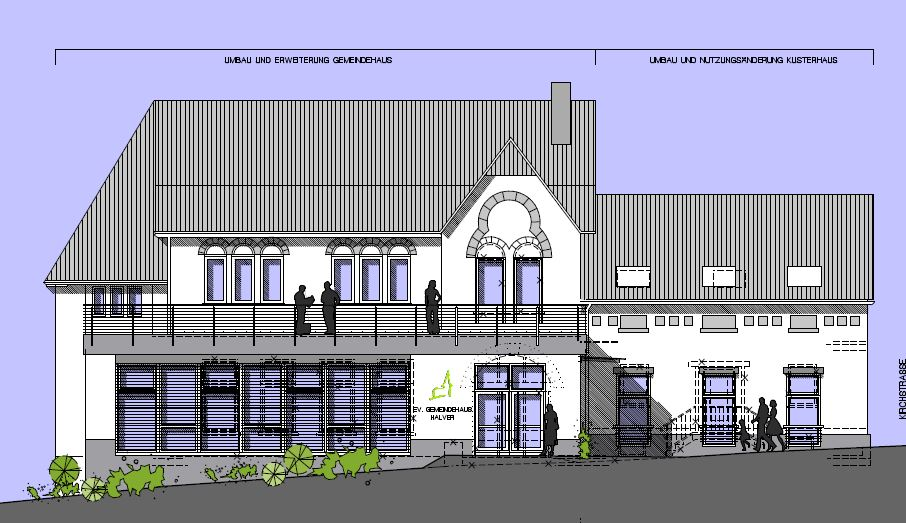 UMBAU UND ERWEITERUNG GEMEINDEHAUS
UMBAU UND NUTZUNGSÄNDERUNG KÜSTERHAUS
EV. GEMEINDEHAUS
HALVER
KIRCHSTRASSE